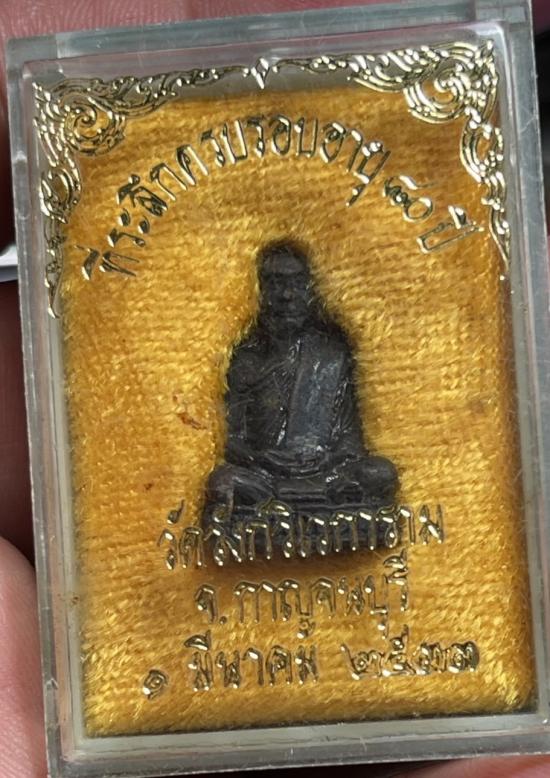 ที่ระลึกครบรอบอายุ ๘๐ ปี
วัดวังก์วิเวการาม
จ.กาญจนบุรี
๑ มีนาคม ๒๕๓๓